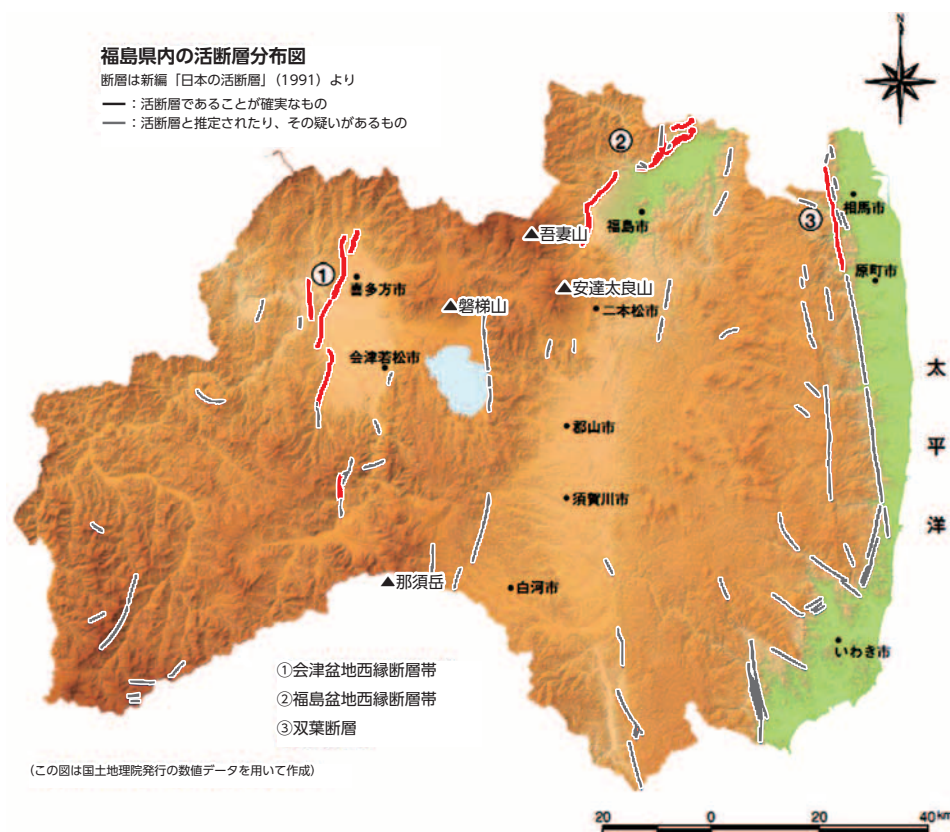 福島県内の活断層分布図
断層は新編「日本の活断層」（1991）より
：活断層であることが確実なもの
：活断層と推定されたり、その疑いがあるもの
N
②
相馬市
福島市
③
▲吾妻山
原町市
①
喜多方市
▲安達太良山
▲磐梯山
二本松市
会津若松市
太平洋
郡山市
須賀川市
▲那須岳
白河市
いわき市
①会津盆地西縁断層帯
②福島盆地西縁断層帯
③双葉断層
（この図は国土地理院発行の数値データを用いて作成）
20 0 20 40km